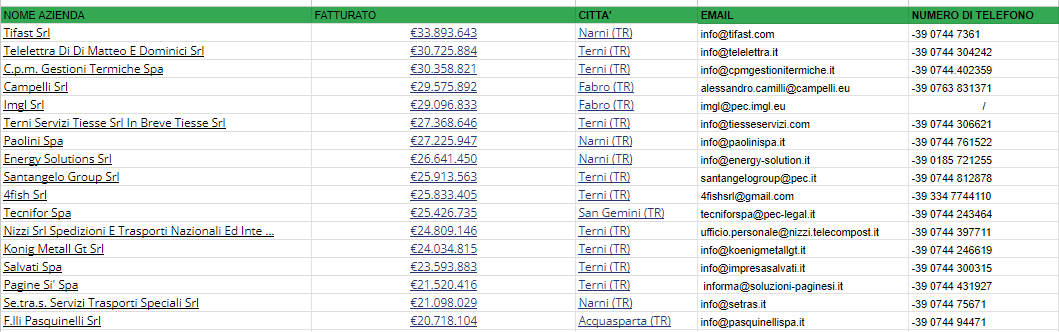 NOME AZIENDA FATTURATO CITTA' EMAIL NUMERO DI TELEFONO
Tifast Srl €33.893.643 Narni (TR) info@tifast.com -39 0744 7361
Telelettra Di Di Matteo E Dominici Srl €30.725.884 Terni (TR) info@telelettra.it -39 0744 304242
C.p.m. Gestioni Termiche Spa €30.358.821 Terni (TR) info@cpmgestionitermiche.it -39 0744.402359
Campelli Srl €29.575.892 Fabro (TR) alessandro.camilli@campelli.eu -39 0763 831371
Imgl Srl €29.096.833 Fabro (TR) imgl@pec.imgl.eu /
Terni Servizi Tiesse Srl In Breve Tiesse Srl €27.368.646 Terni (TR) info@tiesseservizi.com -39 0744 306621
Paolini Spa €27.225.947 Narni (TR) info@paolinispa.it -39 0744 761522
Energy Solutions Srl €26.641.450 Narni (TR) info@energy-solution.it -39 0185 721255
Santangelo Group Srl €25.913.563 Terni (TR) santangelogroup@pec.it -39 0744 812878
4fish Srl €25.833.405 Terni (TR) 4fishsrl@gmail.com -39 334 7744110
Tecnifor Spa €25.426.735 San Gemini (TR) tecniforspa@pec-legal.it -39 0744 243464
Nizzi Srl Spedizioni E Trasporti Nazionali Ed Inte ... €24.809.146 Terni (TR) ufficio.personale@nizzi.telecompost.it -39 0744 397711
Konig Metall Gt Srl €24.034.815 Terni (TR) info@koenigmetallgt.it -39 0744 246619
Salvati Spa €23.593.883 Terni (TR) info@impresasalvati.it -39 0744 300315
Pagine Si' Spa €21.520.416 Terni (TR) informa@soluzioni-paginesi.it -39 0744 431927
Se.tra.s. Servizi Trasporti Speciali Srl €21.098.029 Narni (TR) info@setras.it -39 0744 75671
F.lli Pasquinelli Srl €20.718.104 Acquasparta (TR) info@pasquinellispa.it -39 0744 94471